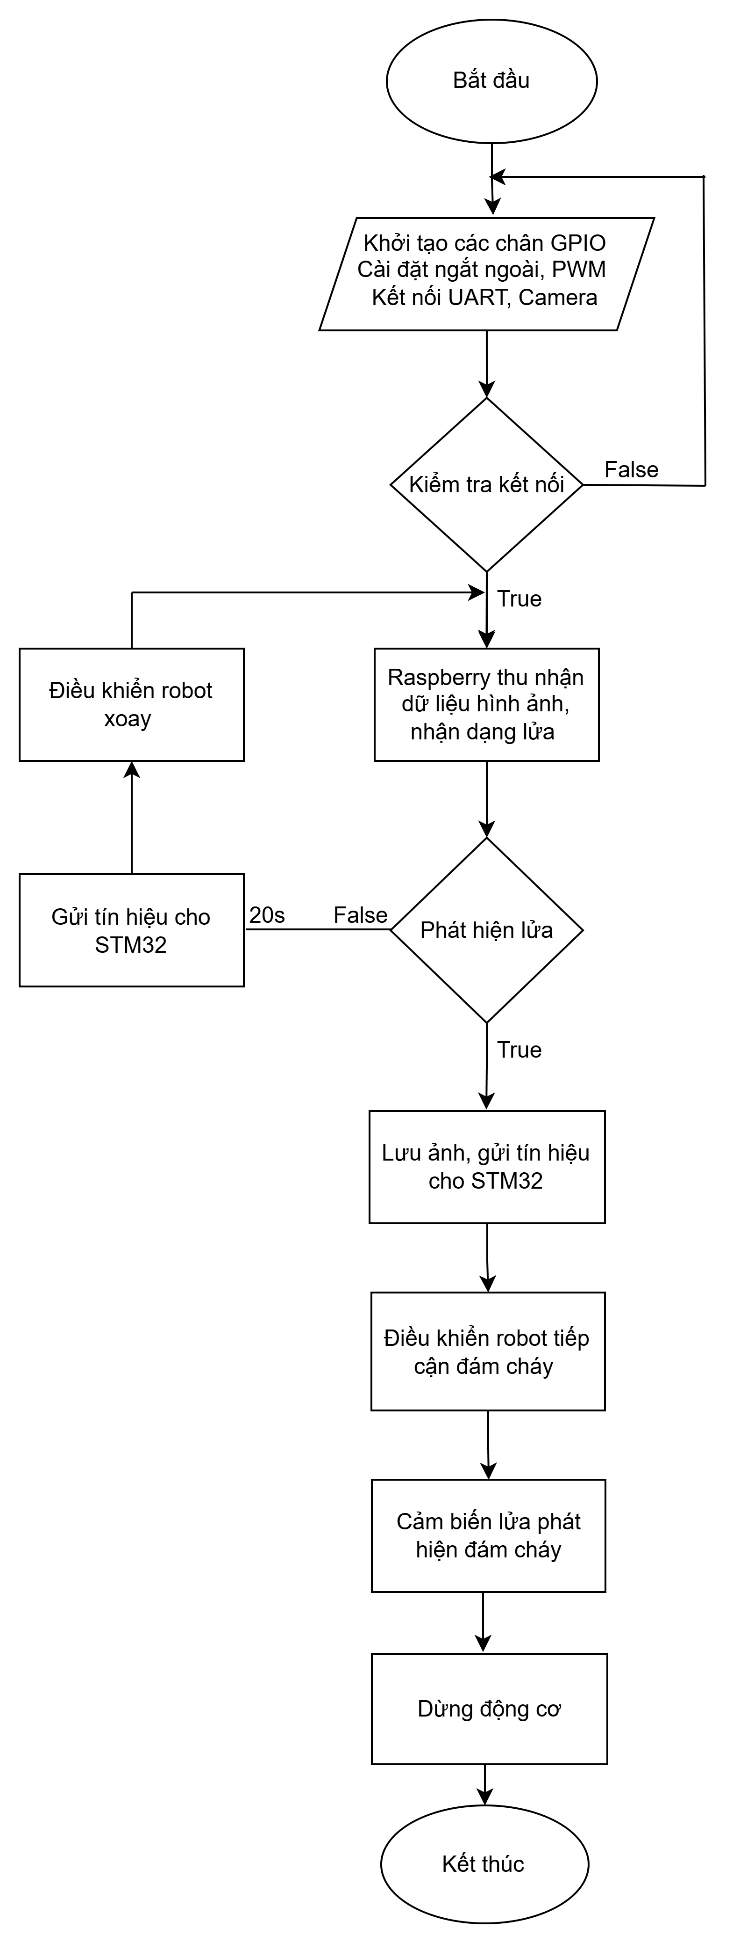 Bắt đầu
Khởi tạo các chân GPIO
Cài đặt ngắt ngoài, PWM
Kết nối UART, Camera
Kiểm tra kết nối
False
True
Điều khiển robot
xoay
Raspberry thu nhận
dữ liệu hình ảnh,
nhận dạng lửa
Gửi tín hiệu cho
STM32
20s
False
Phát hiện lửa
True
Lưu ảnh, gửi tín hiệu
cho STM32
Điều khiển robot tiếp
cận đám cháy
Cảm biến lửa phát
hiện đám cháy
Dừng động cơ
Kết thúc